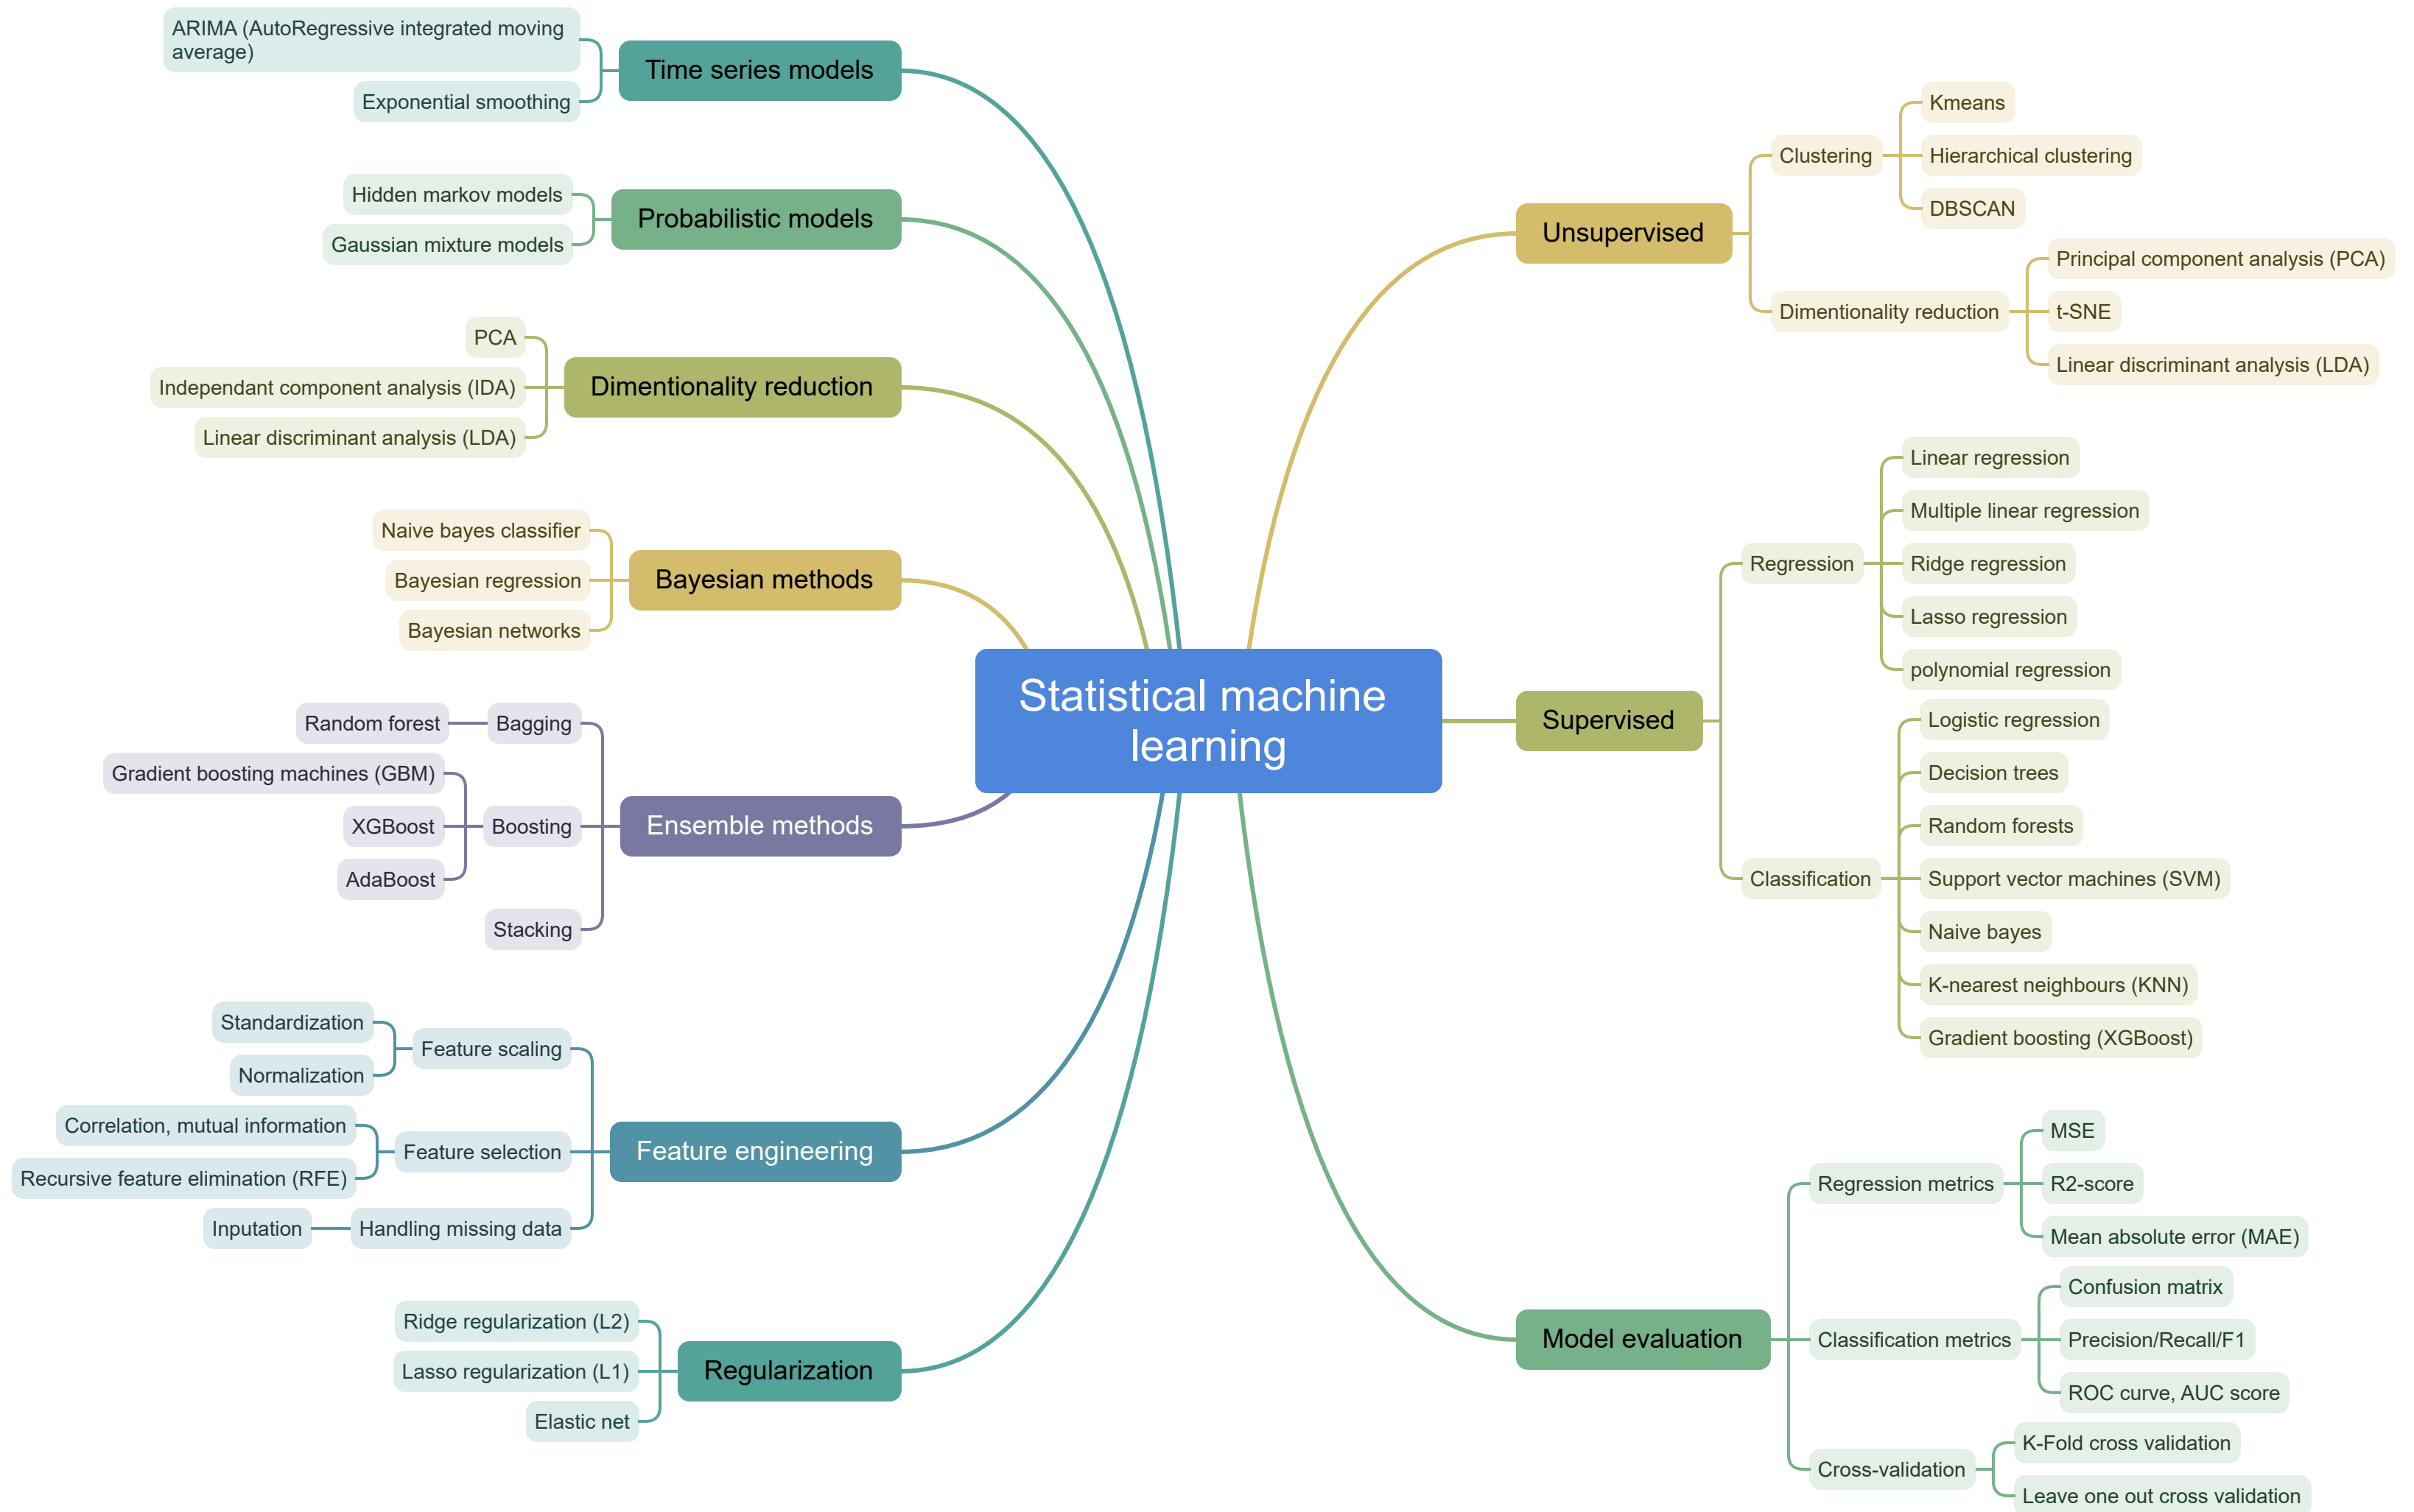 Statistical machine
learning
Time series models
ARIMA (AutoRegressive integrated moving
average)
Exponential smoothing
Probabilistic models
Hidden markov models
Gaussian mixture models
Dimentionality reduction
PCA
Independant component analysis (IDA)
Linear discriminant analysis (LDA)
Bayesian methods
Naive bayes classifier
Bayesian regression
Bayesian networks
Ensemble methods
Bagging
Random forest
Boosting
Gradient boosting machines (GBM)
XGBoost
AdaBoost
Stacking
Feature engineering
Feature scaling
Standardization
Normalization
Feature selection
Correlation, mutual information
Recursive feature elimination (RFE)
Handling missing data
Inputation
Regularization
Ridge regularization (L2)
Lasso regularization (L1)
Elastic net
Unsupervised
Clustering
Kmeans
Hierarchical clustering
DBSCAN
Dimentionality reduction
Principal component analysis (PCA)
t-SNE
Linear discriminant analysis (LDA)
Supervised
Regression
Linear regression
Multiple linear regression
Ridge regression
Lasso regression
polynomial regression
Classification
Logistic regression
Decision trees
Random forests
Support vector machines (SVM)
Naive bayes
K-nearest neighbours (KNN)
Gradient boosting (XGBoost)
Model evaluation
Regression metrics
MSE
R2-score
Mean absolute error (MAE)
Classification metrics
Confusion matrix
Precision/Recall/F1
ROC curve, AUC score
Cross-validation
K-Fold cross validation
Leave one out cross validation